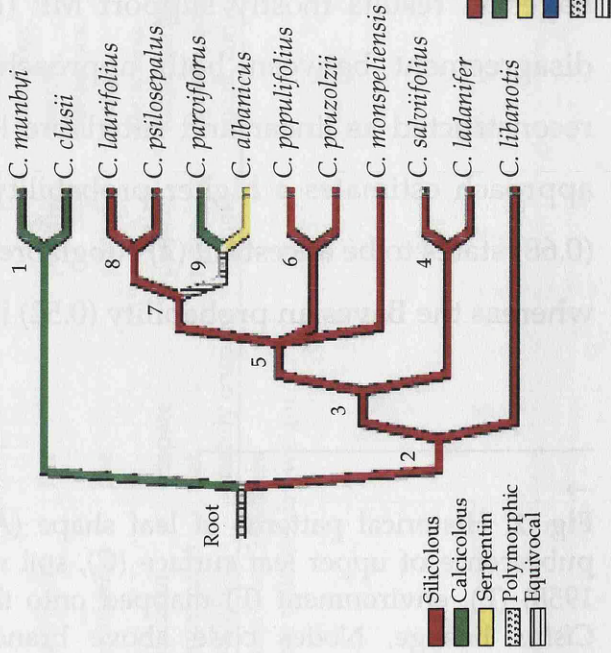 C. munbyi
C. clusii
C. laurifolius
C. psilosepalus
C. parviflorus
C. albanicus
C. populifolius
C. pouzolzii
C. monspeliensis
C. salviifolius
C. ladanifer
C. libanotis
1
8
9
7
6
5
4
3
2
Root
Silicolous
Calcicolous
Serpentin
Polymorphic
Equivocal